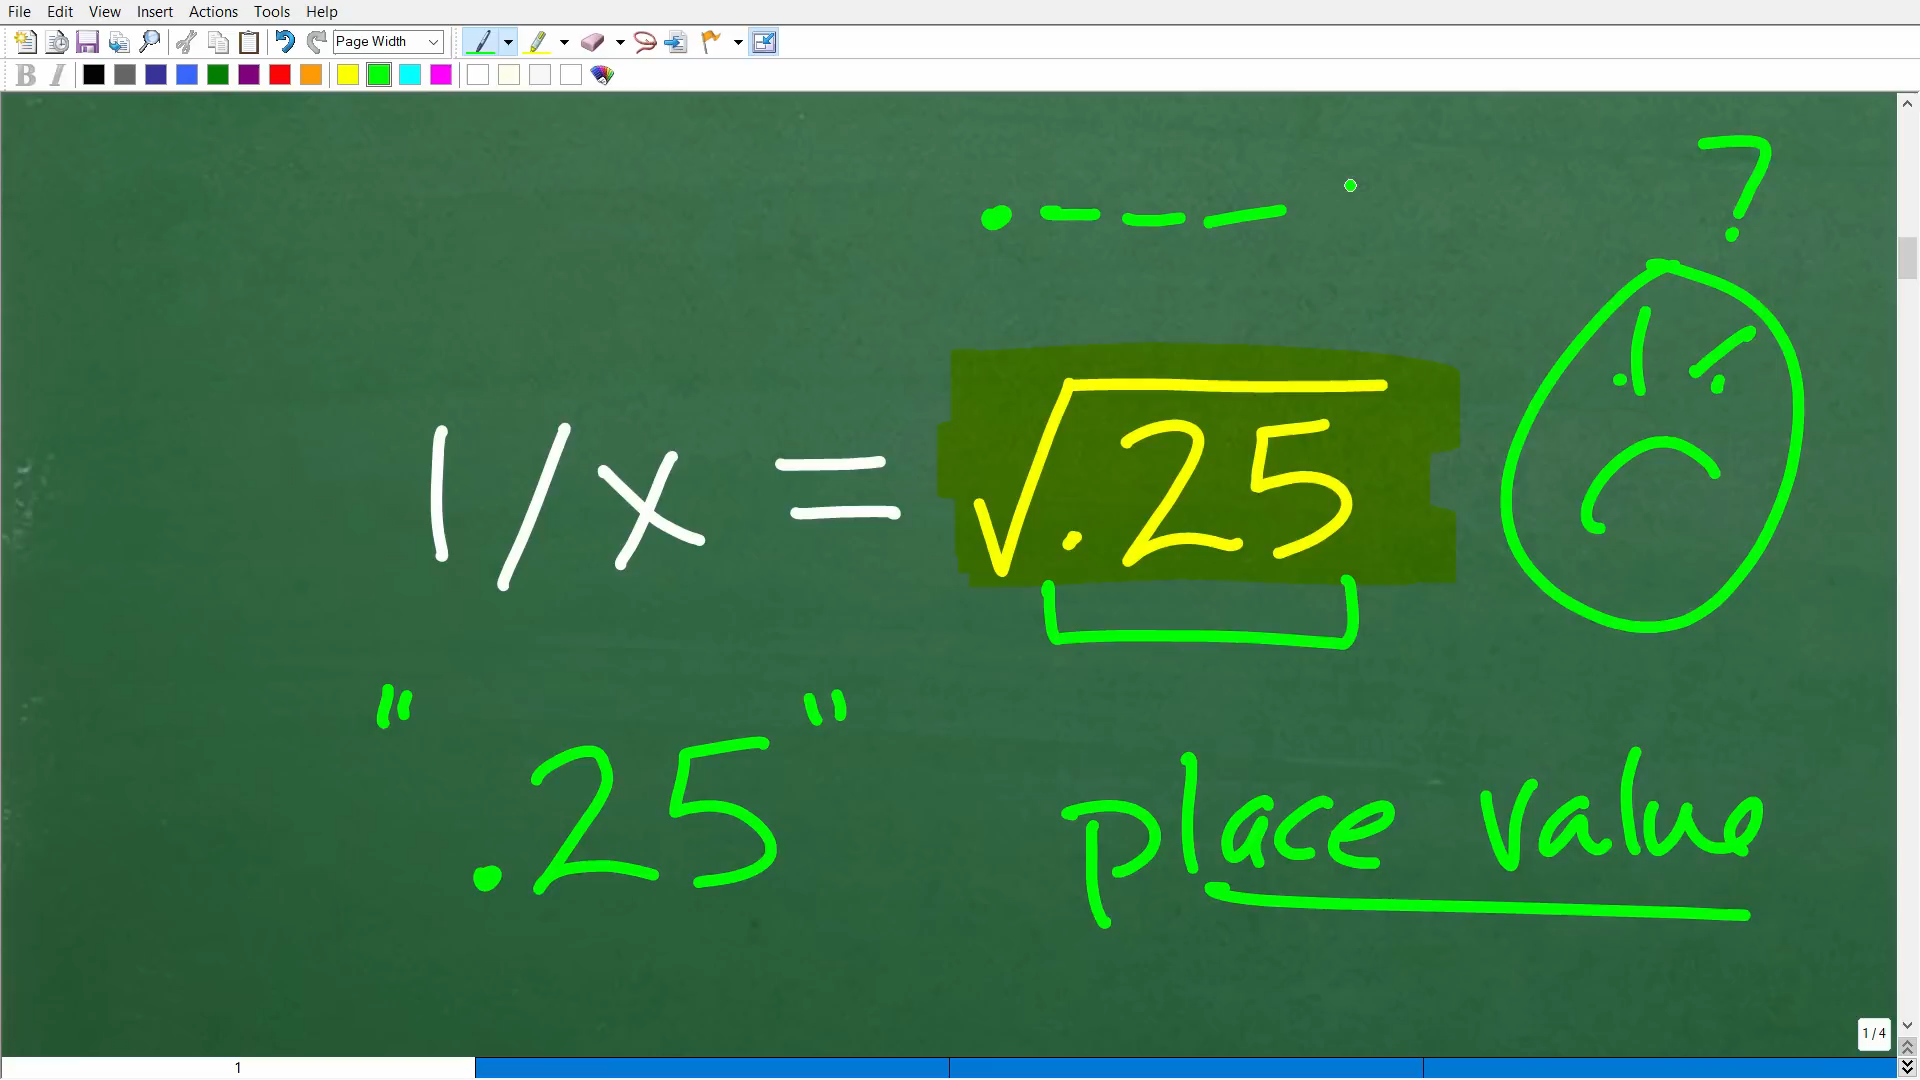 File Edit View Insert Actions Tools Help
Page Width
B I
. _ _ _ ?
1/x = √.25
" .25 "
place value
1 / 4
1